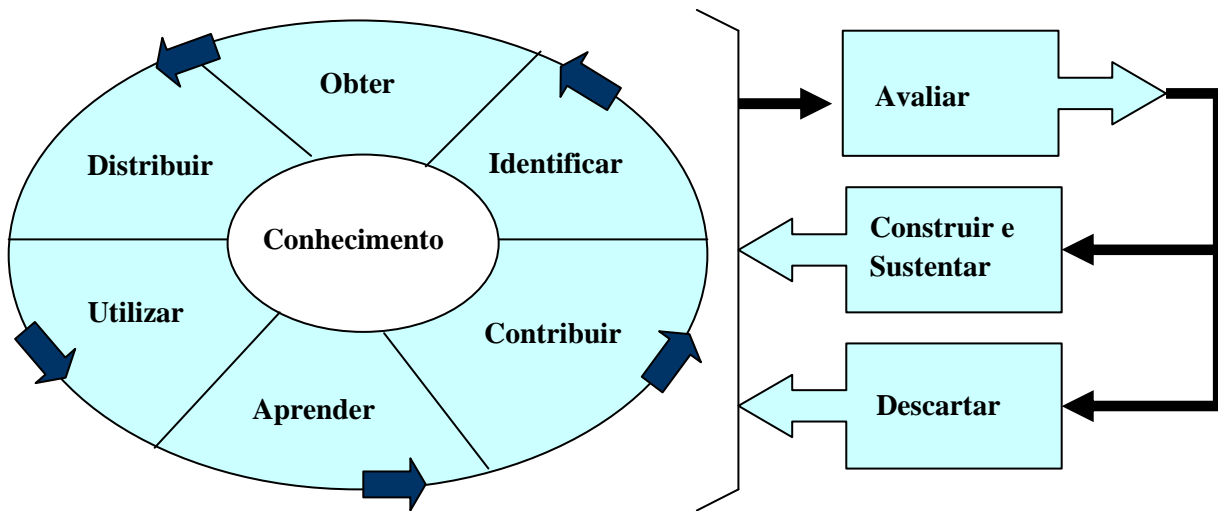 Obter
Avaliar
Distribuir
Identificar
Conhecimento
Construir e
Sustentar
Utilizar
Contribuir
Aprender
Descartar